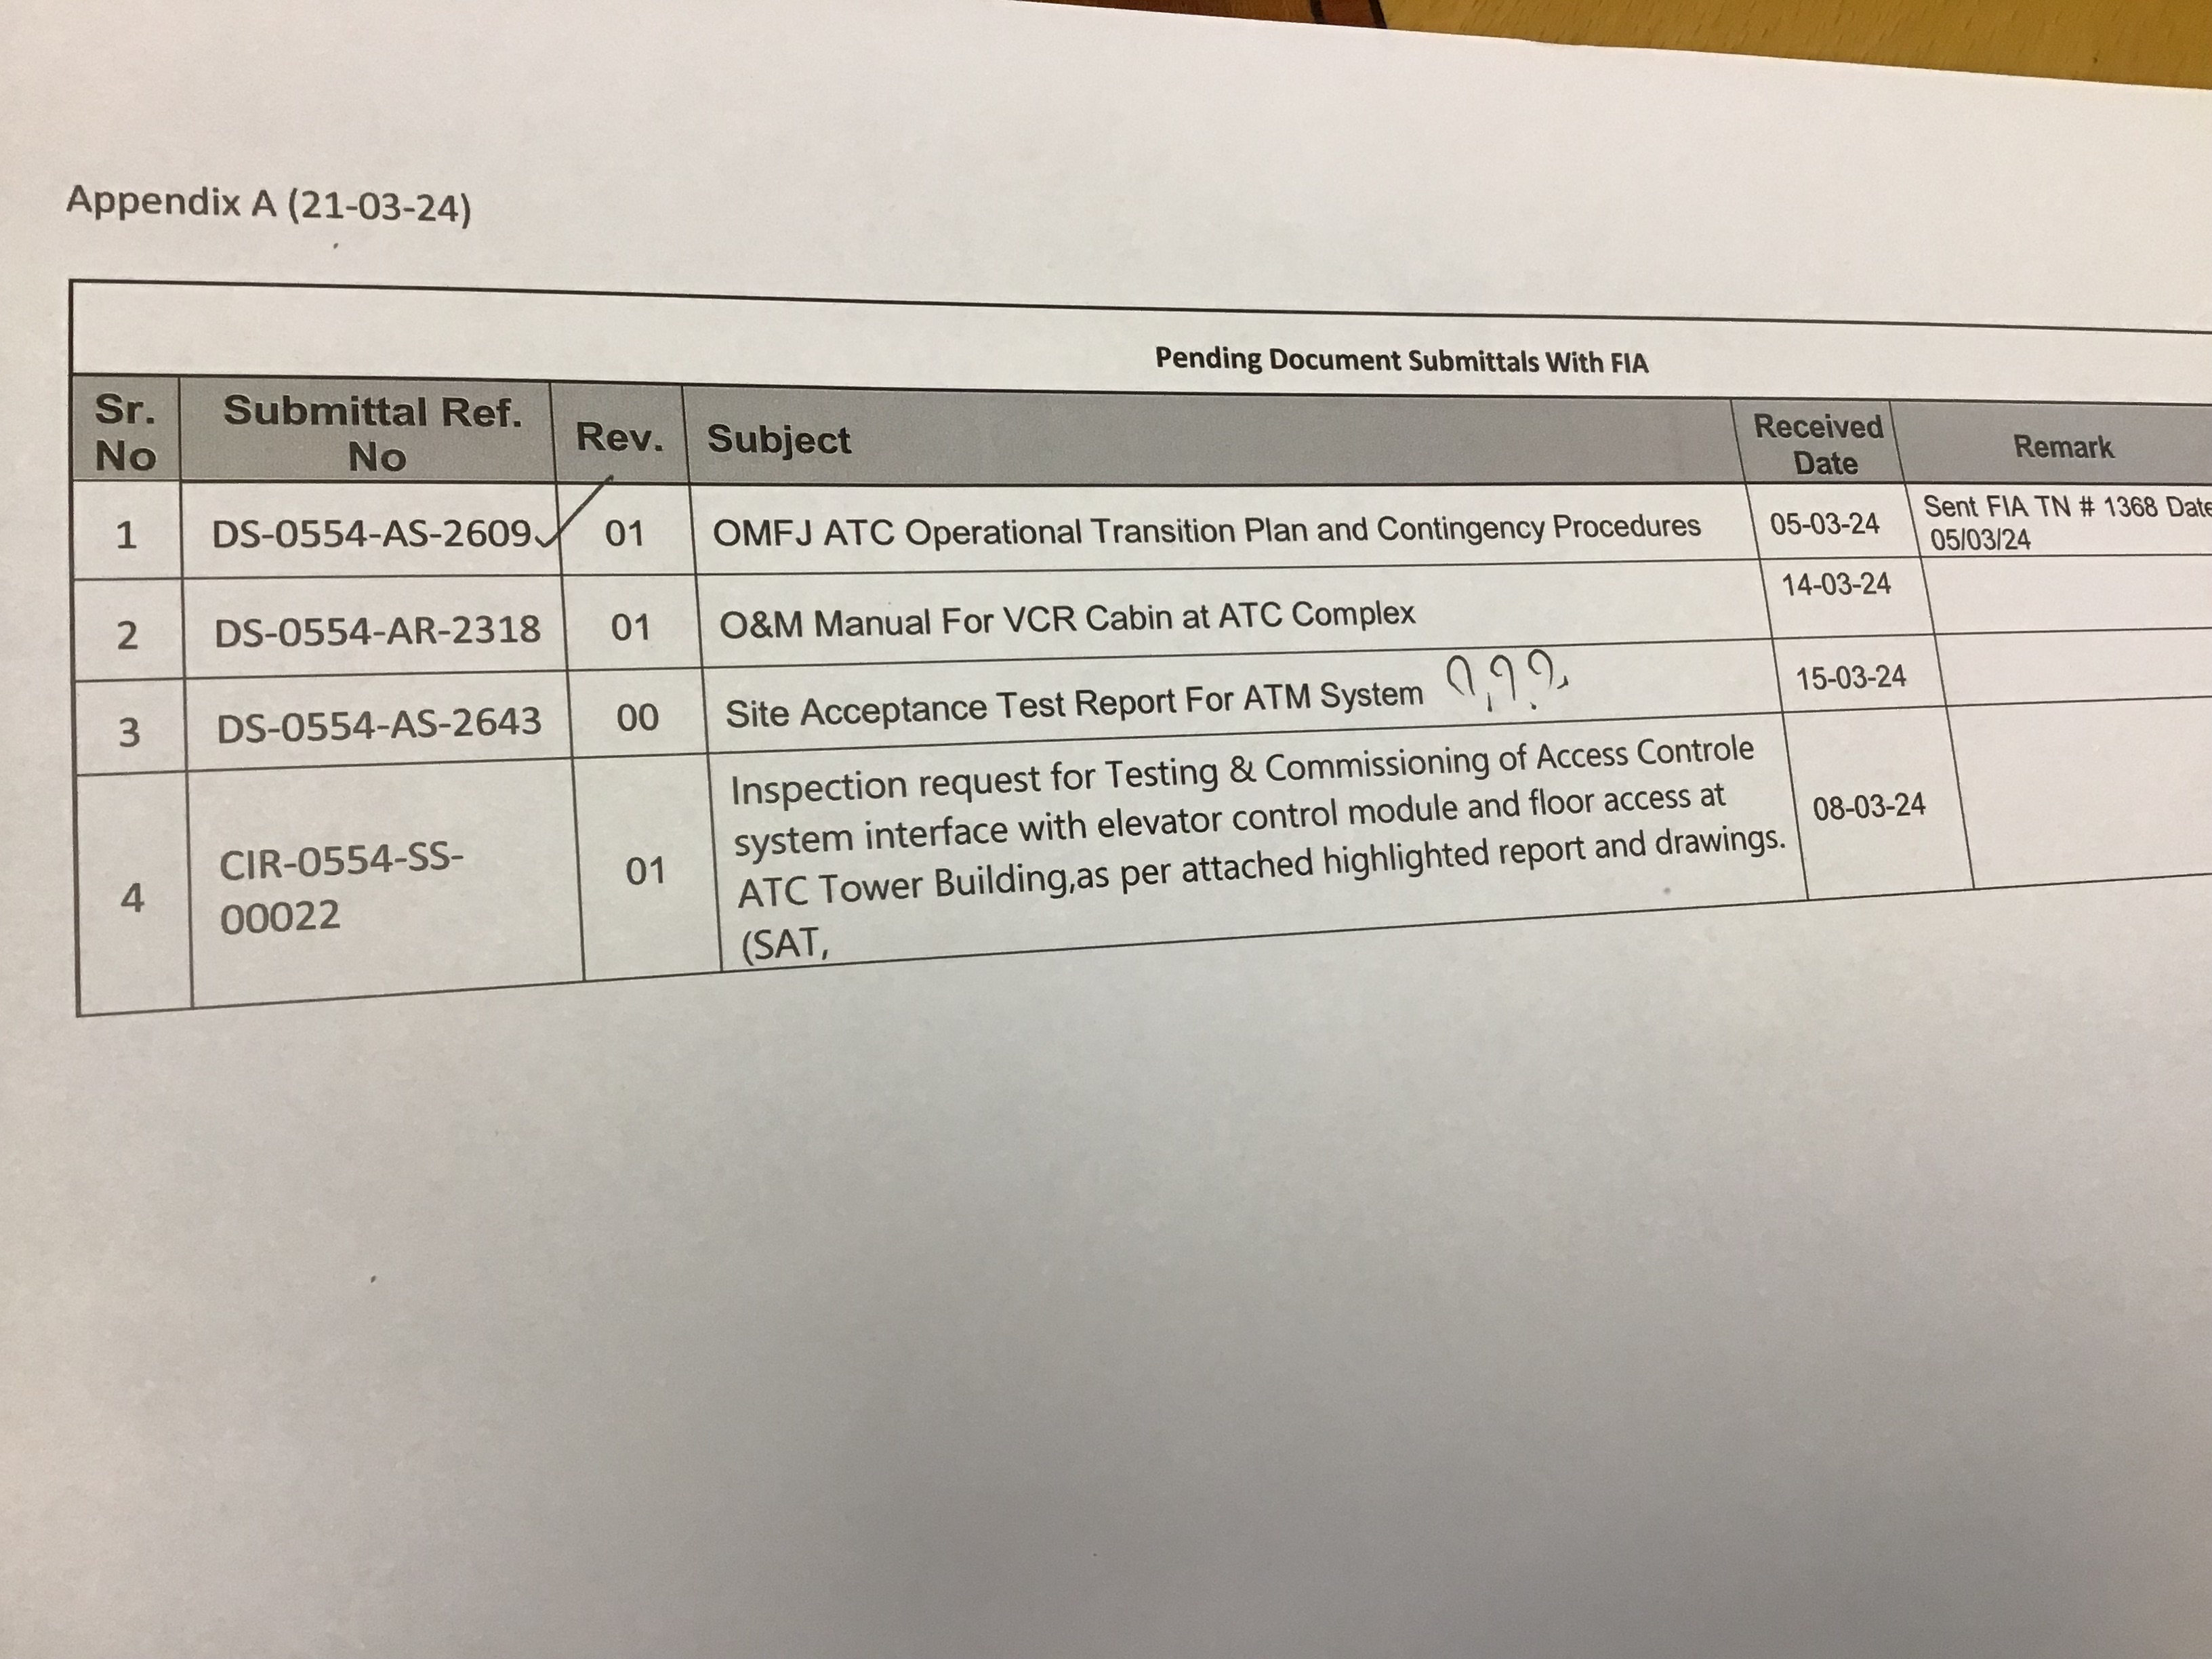 Appendix A (21-03-24)
Pending Document Submittals With FIA
Sr. No Submittal Ref. No Rev. Subject Received Date Remark
1 DS-0554-AS-2609 01 OMFJ ATC Operational Transition Plan and Contingency Procedures 05-03-24 Sent FIA TN # 1368 Date
05/03/24
2 DS-0554-AR-2318 01 O&M Manual For VCR Cabin at ATC Complex 14-03-24
3 DS-0554-AS-2643 00 Site Acceptance Test Report For ATM System ??? 15-03-24
4 CIR-0554-SS-00022 01 Inspection request for Testing & Commissioning of Access Controle
system interface with elevator control module and floor access at
ATC Tower Building,as per attached highlighted report and drawings.
(SAT,
08-03-24